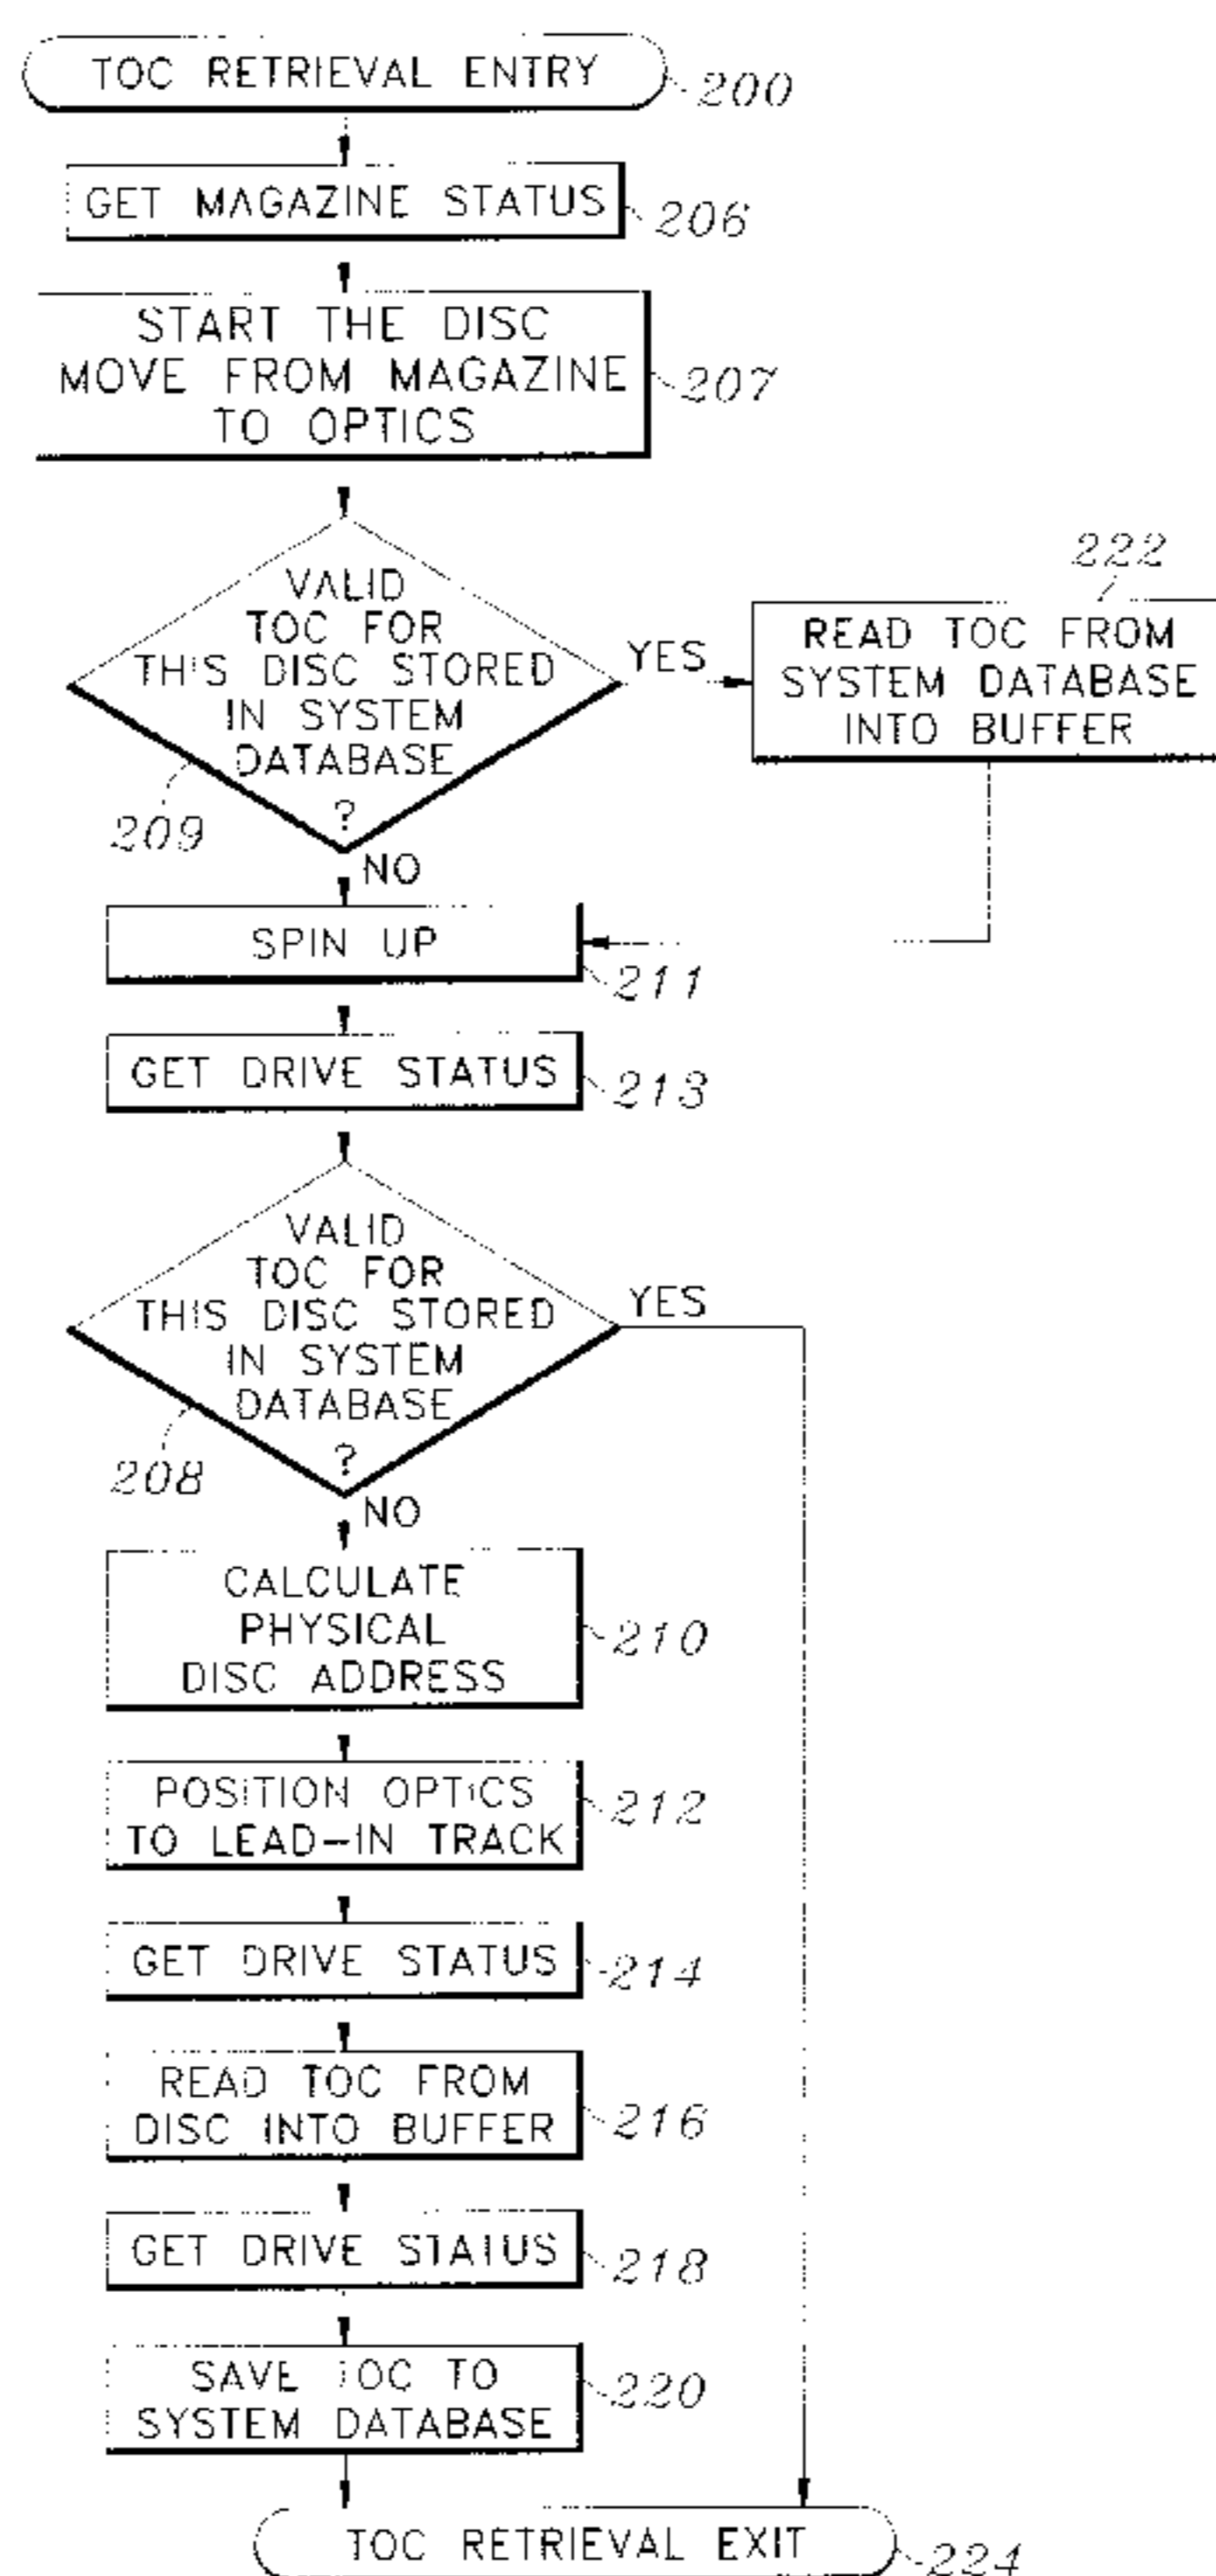 TOC RETRIEVAL ENTRY
200
GET MAGAZINE STATUS
206
START THE DISC
MOVE FROM MAGAZINE
TO OPTICS
207
VALID
TOC FOR
THIS DISC STORED
IN SYSTEM
DATABASE
?
209
YES
222
READ TOC FROM
SYSTEM DATABASE
INTO BUFFER
NO
SPIN UP
211
GET DRIVE STATUS
213
VALID
TOC FOR
THIS DISC STORED
IN SYSTEM
DATABASE
?
208
YES
NO
CALCULATE
PHYSICAL
DISC ADDRESS
210
POSITION OPTICS
TO LEAD-IN TRACK
212
GET DRIVE STATUS
214
READ TOC FROM
DISC INTO BUFFER
216
GET DRIVE STATUS
218
SAVE TOC TO
SYSTEM DATABASE
220
TOC RETRIEVAL EXIT
224